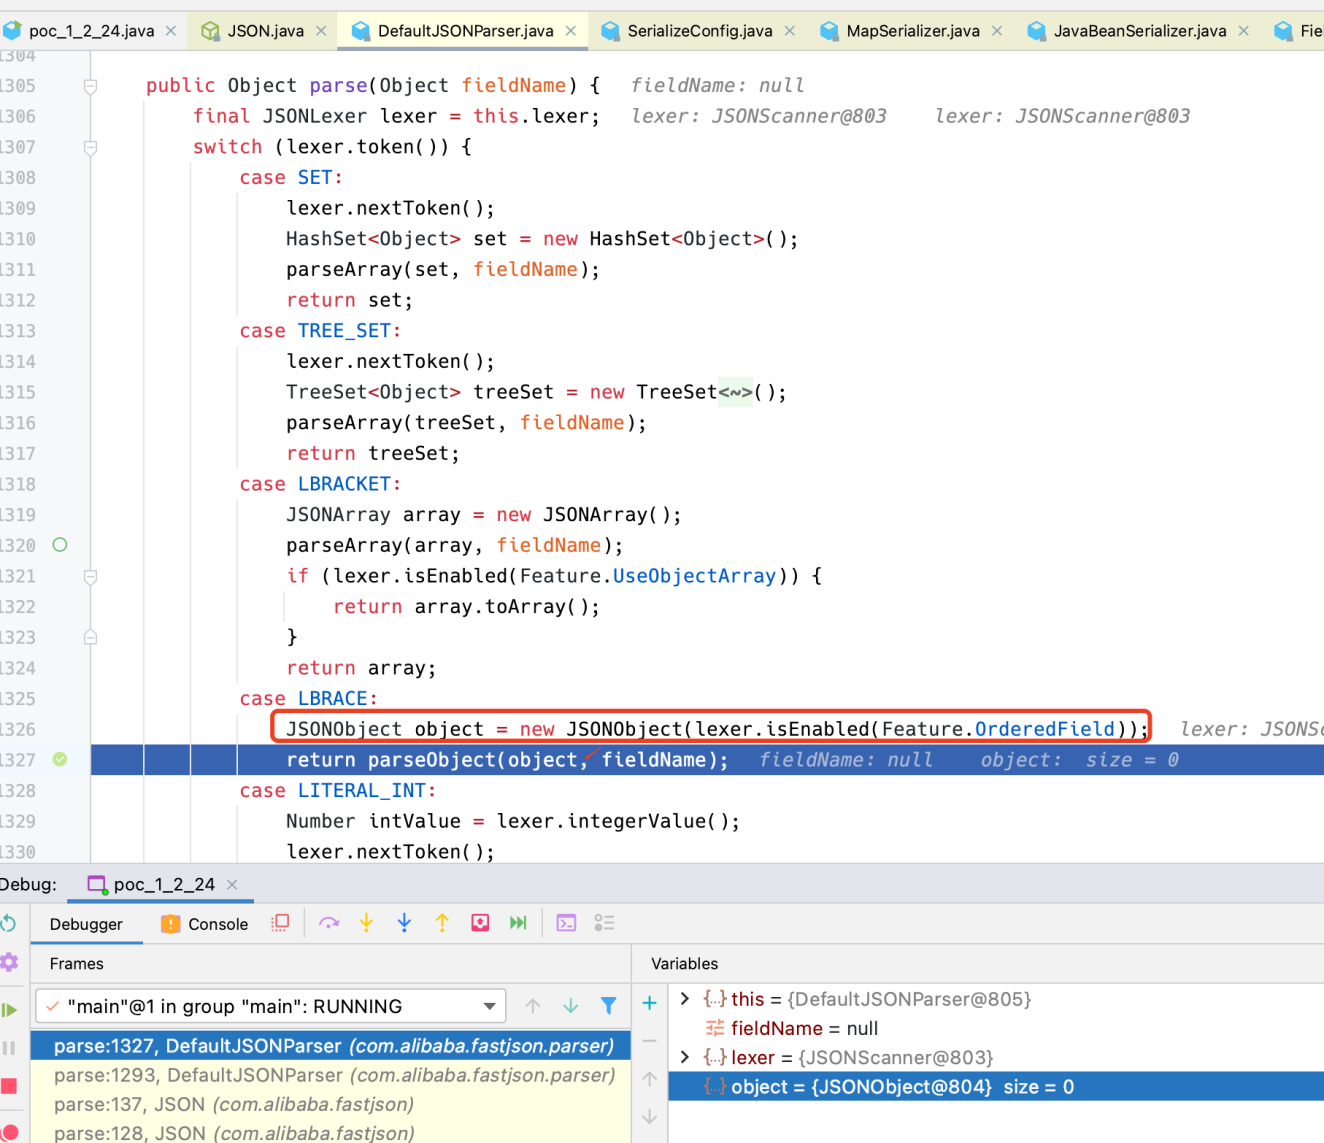 poc_1_2_24.java × JSON.java × DefaultJSONParser.java × SerializeConfig.java × MapSerializer.java × JavaBeanSerializer.java × Fie
1304
1305 public Object parse(Object fieldName) { fieldName: null
1306 final JSONLexer lexer = this.lexer; lexer: JSONScanner@803 lexer: JSONScanner@803
1307 switch (lexer.token()) {
1308 case SET:
1309 lexer.nextToken();
1310 HashSet<Object> set = new HashSet<Object>();
1311 parseArray(set, fieldName);
1312 return set;
1313 case TREE_SET:
1314 lexer.nextToken();
1315 TreeSet<Object> treeSet = new TreeSet<~>();
1316 parseArray(treeSet, fieldName);
1317 return treeSet;
1318 case LBRACKET:
1319 JSONArray array = new JSONArray();
1320 parseArray(array, fieldName);
1321 if (lexer.isEnabled(Feature.UseObjectArray)) {
1322 return array.toArray();
1323 }
1324 return array;
1325 case LBRACE:
1326 JSONObject object = new JSONObject(lexer.isEnabled(Feature.OrderedField)); lexer: JSONSc
1327 return parseObject(object, fieldName); fieldName: null object: size = 0
1328 case LITERAL_INT:
1329 Number intValue = lexer.integerValue();
1330 lexer.nextToken();
Debug: poc_1_2_24 ×
Debugger Console
Frames Variables
"main"@1 in group "main": RUNNING
parse:1327, DefaultJSONParser (com.alibaba.fastjson.parser)
parse:1293, DefaultJSONParser (com.alibaba.fastjson.parser)
parse:137, JSON (com.alibaba.fastjson)
parse:128, JSON (com.alibaba.fastjson)
this = {DefaultJSONParser@805}
fieldName = null
lexer = {JSONScanner@803}
object = {JSONObject@804} size = 0